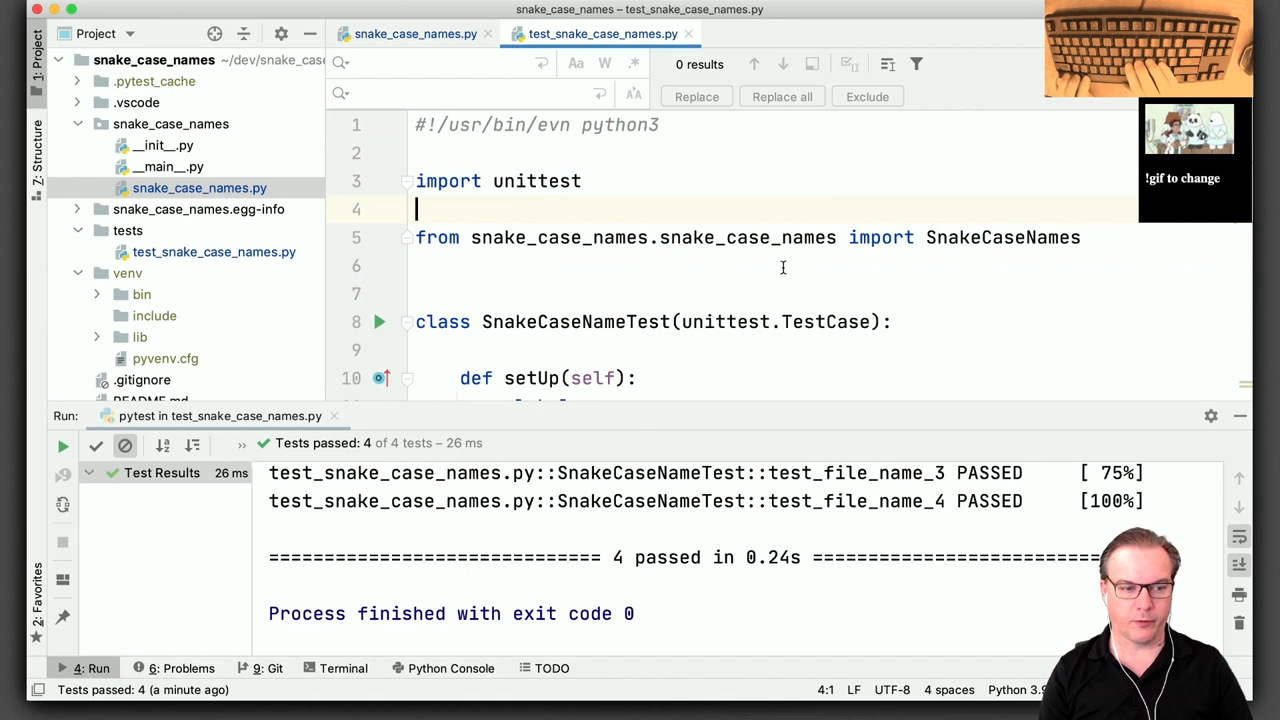 snake_case_names – test_snake_case_names.py
Project
snake_case_names.py
test_snake_case_names.py
1: Project
Z: Structure
2: Favorites
snake_case_names ~/dev/snake_case
.pytest_cache
.vscode
snake_case_names
__init__.py
__main__.py
snake_case_names.py
snake_case_names.egg-info
tests
test_snake_case_names.py
venv
bin
include
lib
pyvenv.cfg
.gitignore
README.md
Aa W .* 0 results
Replace Replace all Exclude
1 #!/usr/bin/evn python3
2
3 import unittest
4
5 from snake_case_names.snake_case_names import SnakeCaseNames
6
7
8 class SnakeCaseNameTest(unittest.TestCase):
9
10 def setUp(self):
!gif to change
Run: pytest in test_snake_case_names.py
» Tests passed: 4 of 4 tests – 26 ms
Test Results 26 ms
test_snake_case_names.py::SnakeCaseNameTest::test_file_name_3 PASSED [ 75%]
test_snake_case_names.py::SnakeCaseNameTest::test_file_name_4 PASSED [100%]
============================ 4 passed in 0.24s ==========================
Process finished with exit code 0
4: Run 6: Problems 9: Git Terminal Python Console TODO
Tests passed: 4 (a minute ago) 4:1 LF UTF-8 4 spaces Python 3.9